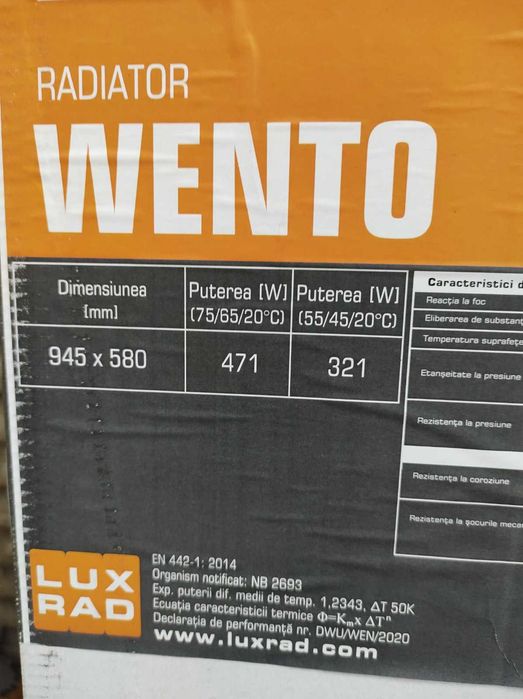 RADIATOR
WENTO
Dimensiunea
[mm]
Puterea [W]
(75/65/20°C)
Puterea [W]
(55/45/20°C)
945 x 580
471
321
Caracteristici d
Reacția la foc
Eliberarea de substanț
Temperatura suprafețe
Etanșeitate la presiune
Rezistența la presiune
Rezistența la coroziune
Rezistența la șocurile meca
LUX
RAD
EN 442-1: 2014
Organism notificat: NB 2693
Exp. puterii dif. medii de temp. 1,2343, ΔT 50K
Ecuația caracteristicii termice Φ=Kₘx ΔTⁿ
Declarația de performanță nr. DWU/WEN/2020
www.luxrad.com